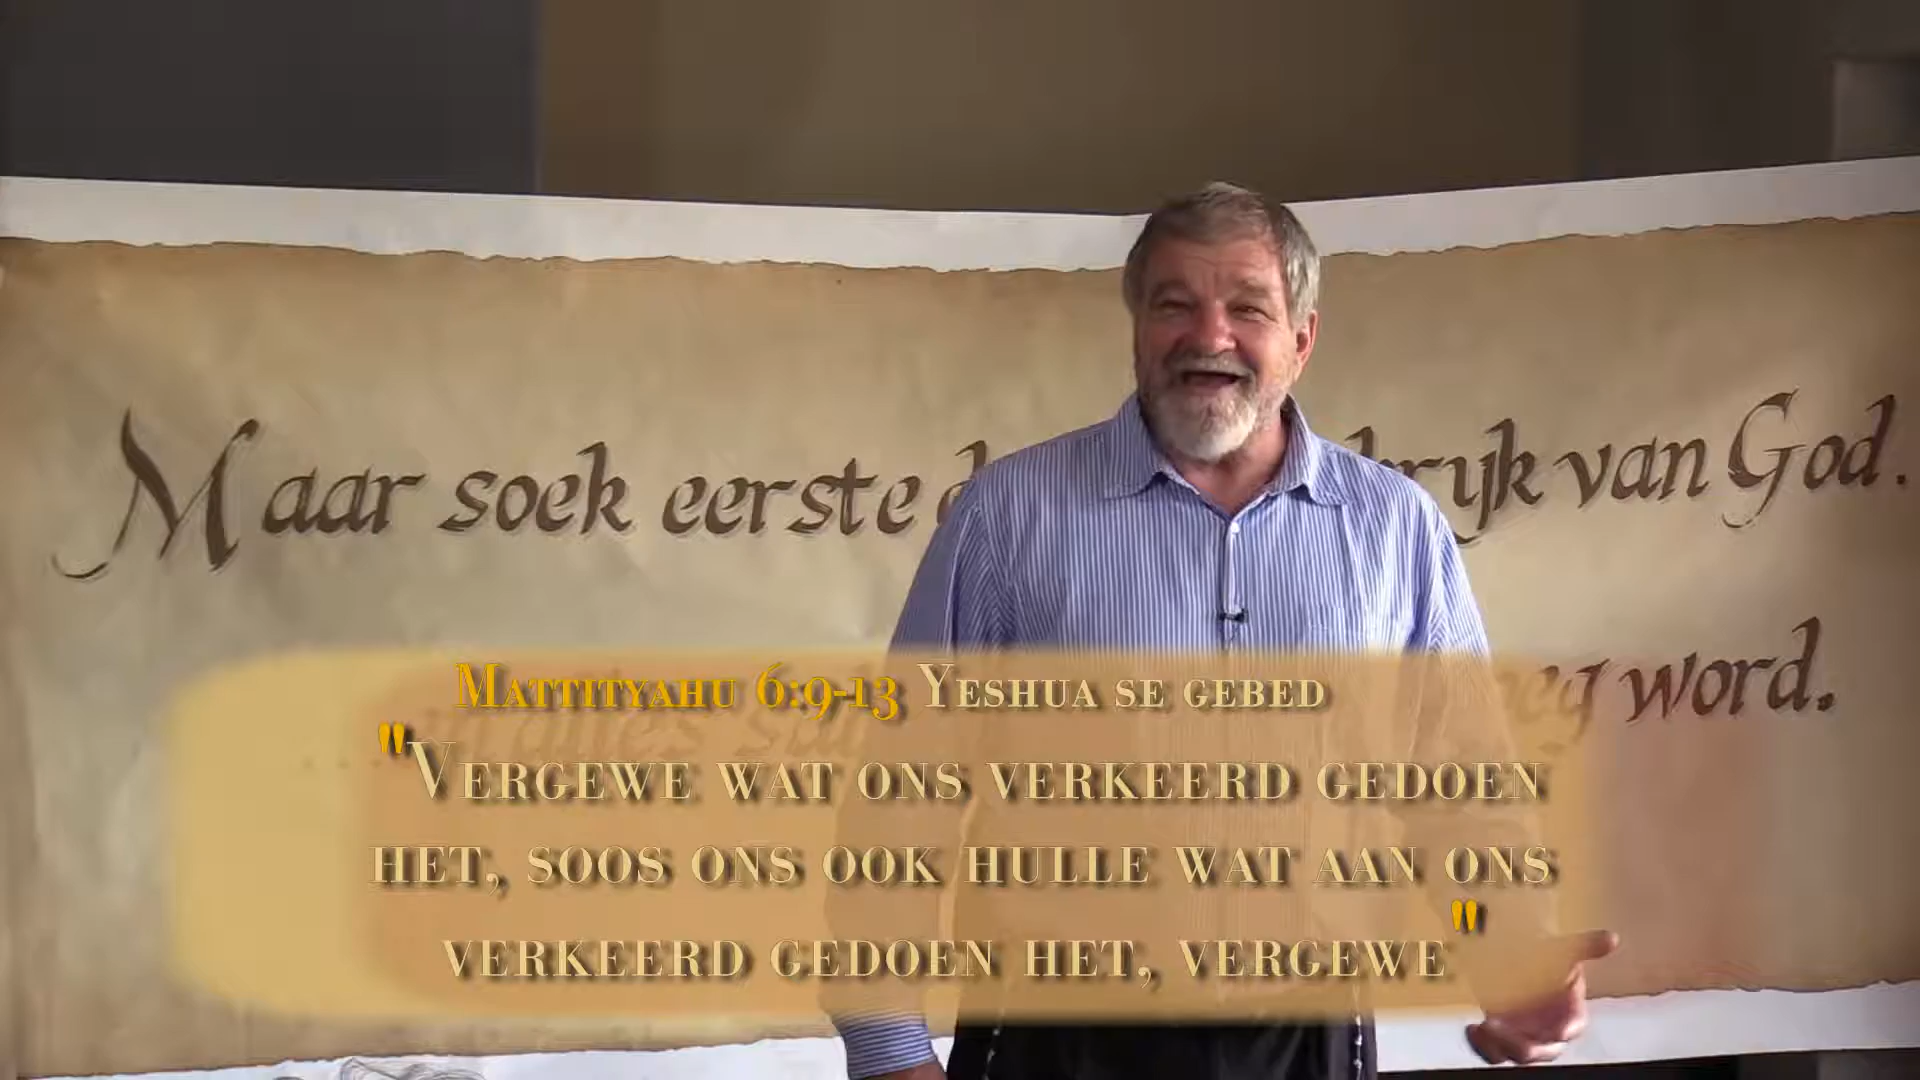 Maar soek eerste van God.
word.
Mattityahu 6:9-13 Yeshua se gebed
"Vergewe wat ons verkeerd gedoen
het, soos ons ook hulle wat aan ons
verkeerd gedoen het, vergewe"